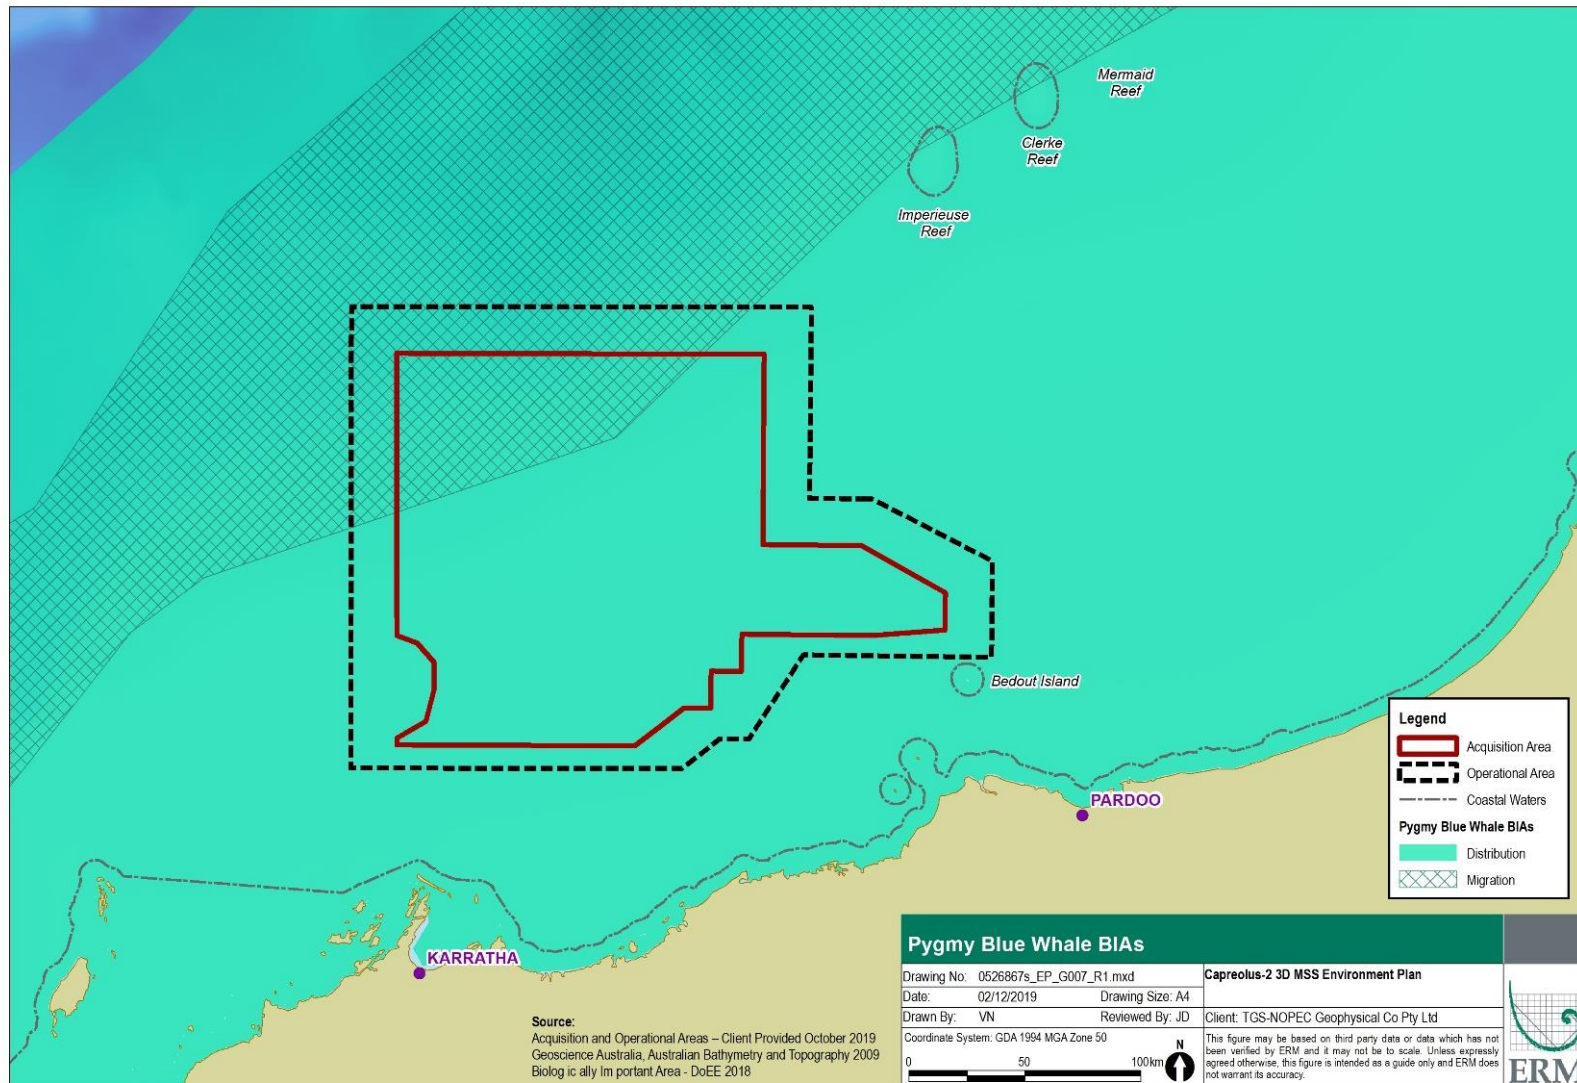 Mermaid
Reef
Clerke
Reef
Imperieuse
Reef
Bedout Island
PARDOO
KARRATHA
Legend
Acquisition Area
Operational Area
Coastal Waters
Pygmy Blue Whale BIAs
Distribution
Migration
Source:
Acquisition and Operational Areas – Client Provided October 2019
Geoscience Australia, Australian Bathymetry and Topography 2009
Biolog ic ally Im portant Area - DoEE 2018
Pygmy Blue Whale BIAs
Drawing No: 0526867s_EP_G007_R1.mxd
Date: 02/12/2019 Drawing Size: A4
Drawn By: VN Reviewed By: JD
Coordinate System: GDA 1994 MGA Zone 50
0 50 100km
N
Capreolus-2 3D MSS Environment Plan
Client: TGS-NOPEC Geophysical Co Pty Ltd
This figure may be based on third party data or data which has not
been verified by ERM and it may not be to scale. Unless expressly
agreed otherwise, this figure is intended as a guide only and ERM does
not warrant its accuracy.
ERM